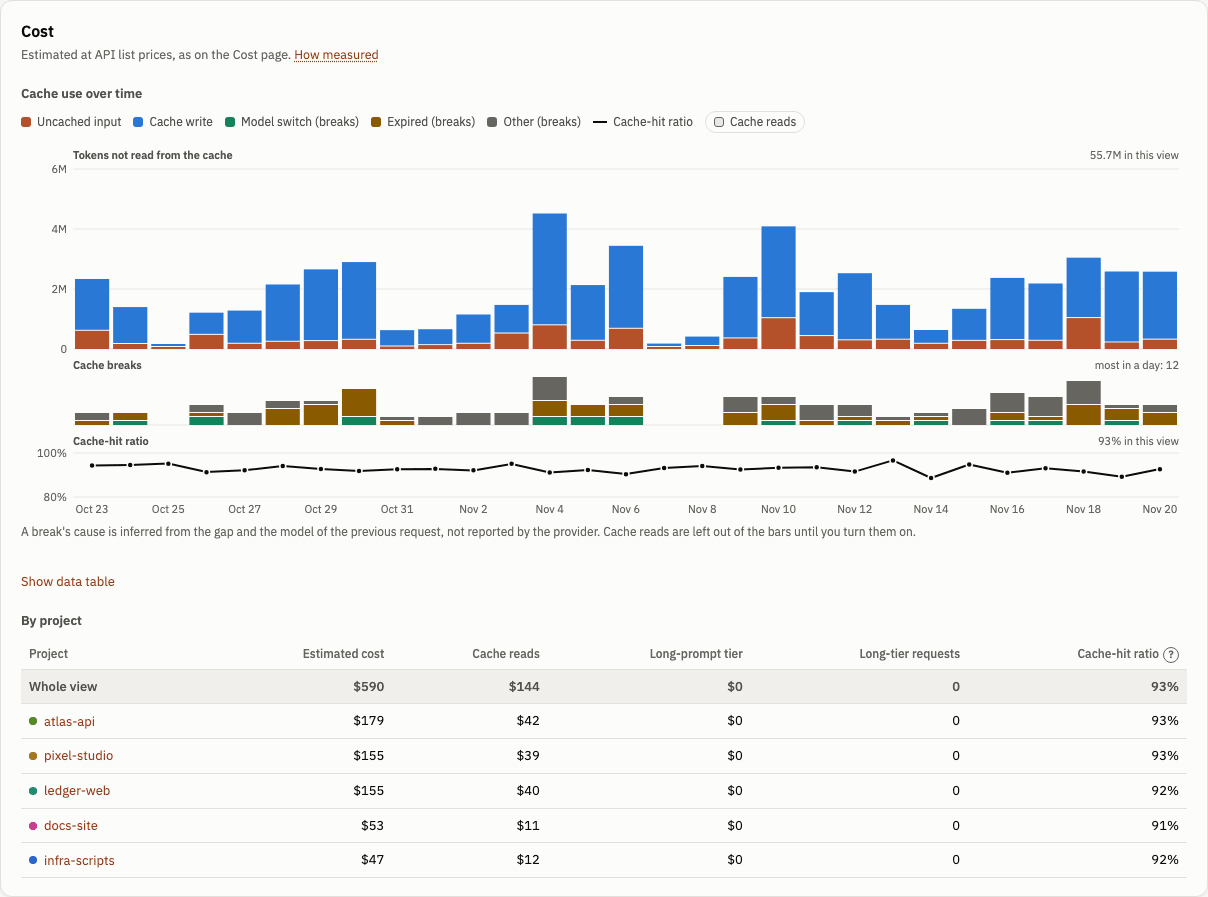 Cost
Estimated at API list prices, as on the Cost page. How measured
Cache use over time
Uncached input Cache write Model switch (breaks) Expired (breaks) Other (breaks) Cache-hit ratio Cache reads
Tokens not read from the cache 55.7M in this view
6M
4M
2M
0
Cache breaks most in a day: 12
Cache-hit ratio 93% in this view
100%
80%
Oct 23 Oct 25 Oct 27 Oct 29 Oct 31 Nov 2 Nov 4 Nov 6 Nov 8 Nov 10 Nov 12 Nov 14 Nov 16 Nov 18 Nov 20
A break's cause is inferred from the gap and the model of the previous request, not reported by the provider. Cache reads are left out of the bars until you turn them on.
Show data table
By project
Project Estimated cost Cache reads Long-prompt tier Long-tier requests Cache-hit ratio ?
Whole view $590 $144 $0 0 93%
atlas-api $179 $42 $0 0 93%
pixel-studio $155 $39 $0 0 93%
ledger-web $155 $40 $0 0 92%
docs-site $53 $11 $0 0 91%
infra-scripts $47 $12 $0 0 92%